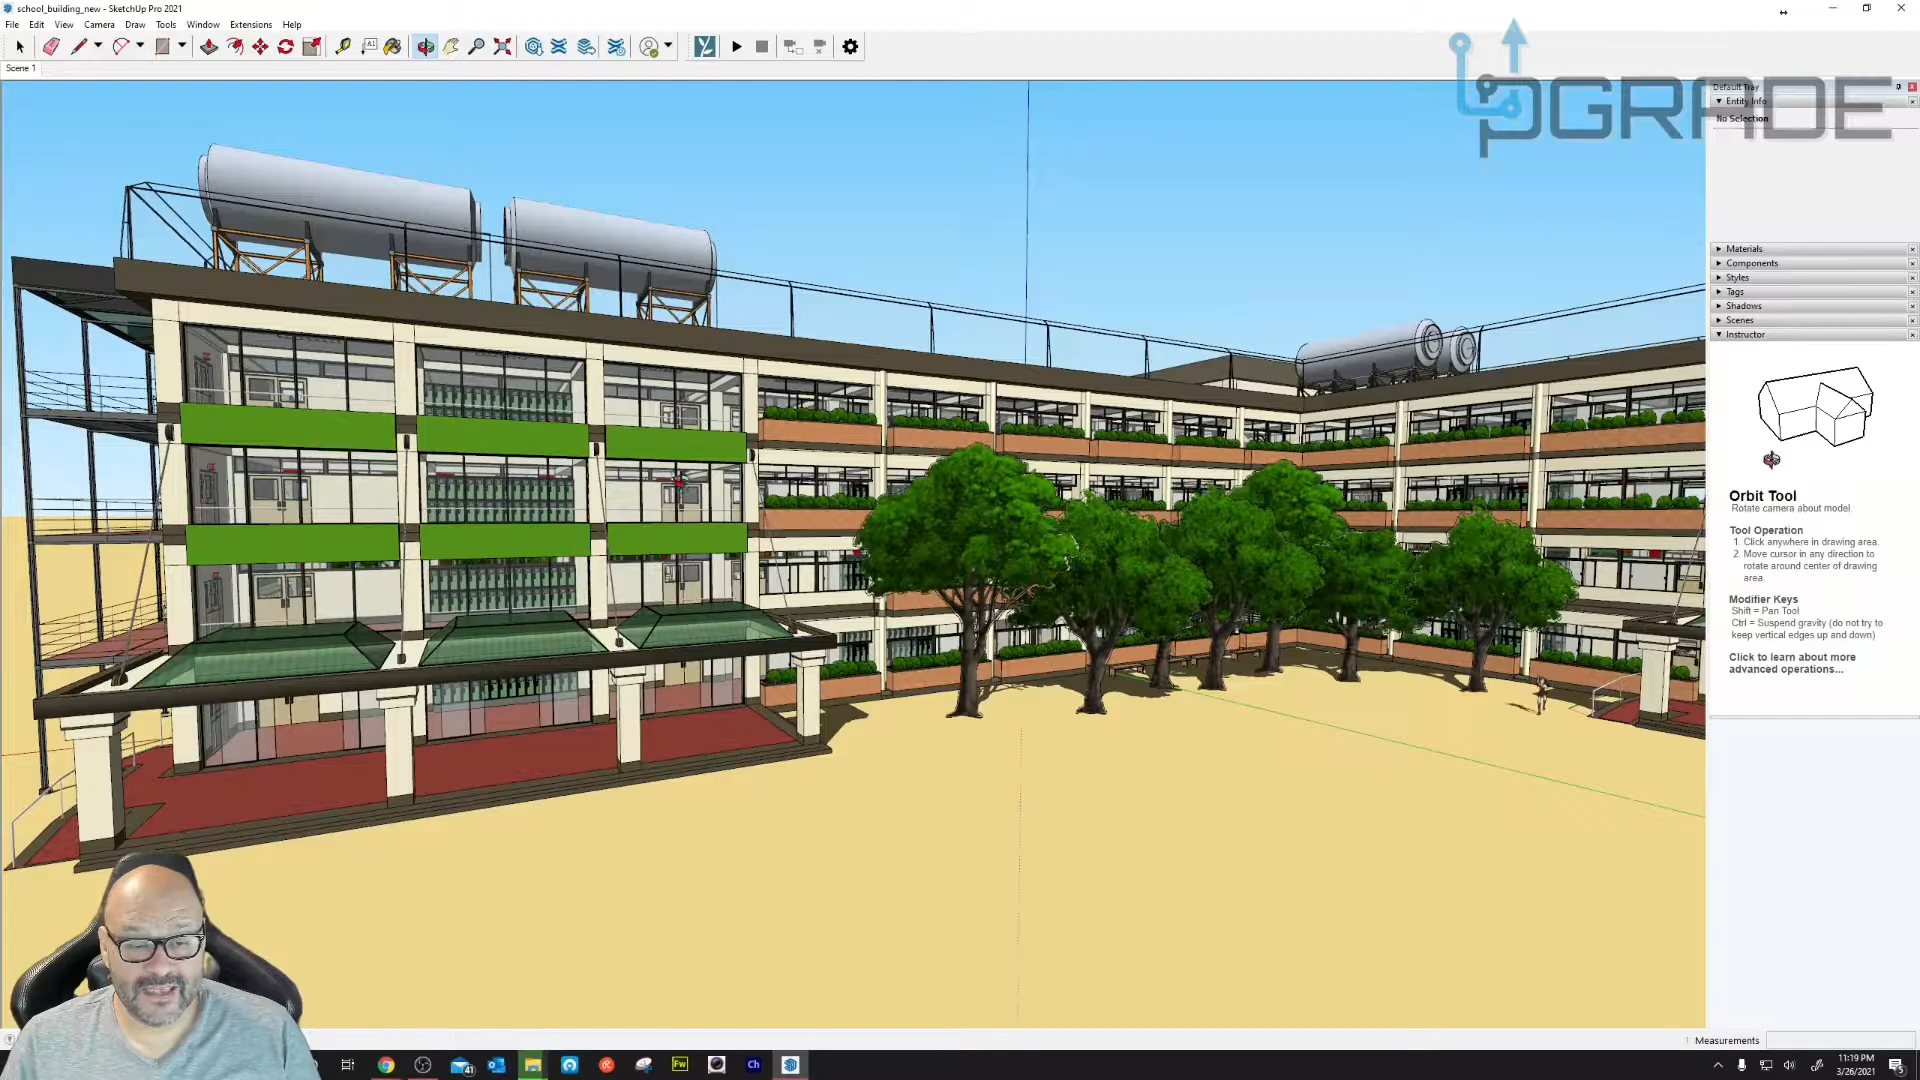 school_building_new - SketchUp Pro 2021
File Edit View Camera Draw Tools Window Extensions Help
Scene 1
UPGRADE
Default Tray
Entity Info
No Selection
Materials
Components
Styles
Tags
Shadows
Scenes
Instructor
Orbit Tool
Rotate camera about model
Tool Operation
1. Click anywhere in drawing area.
2. Move cursor in any direction to
rotate around center of drawing
area.
Modifier Keys
Shift = Pan Tool
Ctrl = Suspend gravity (do not try to
keep vertical edges up and down)
Click to learn about more
advanced operations...
Measurements
41
Fw
Ch
11:19 PM
3/26/2021
5